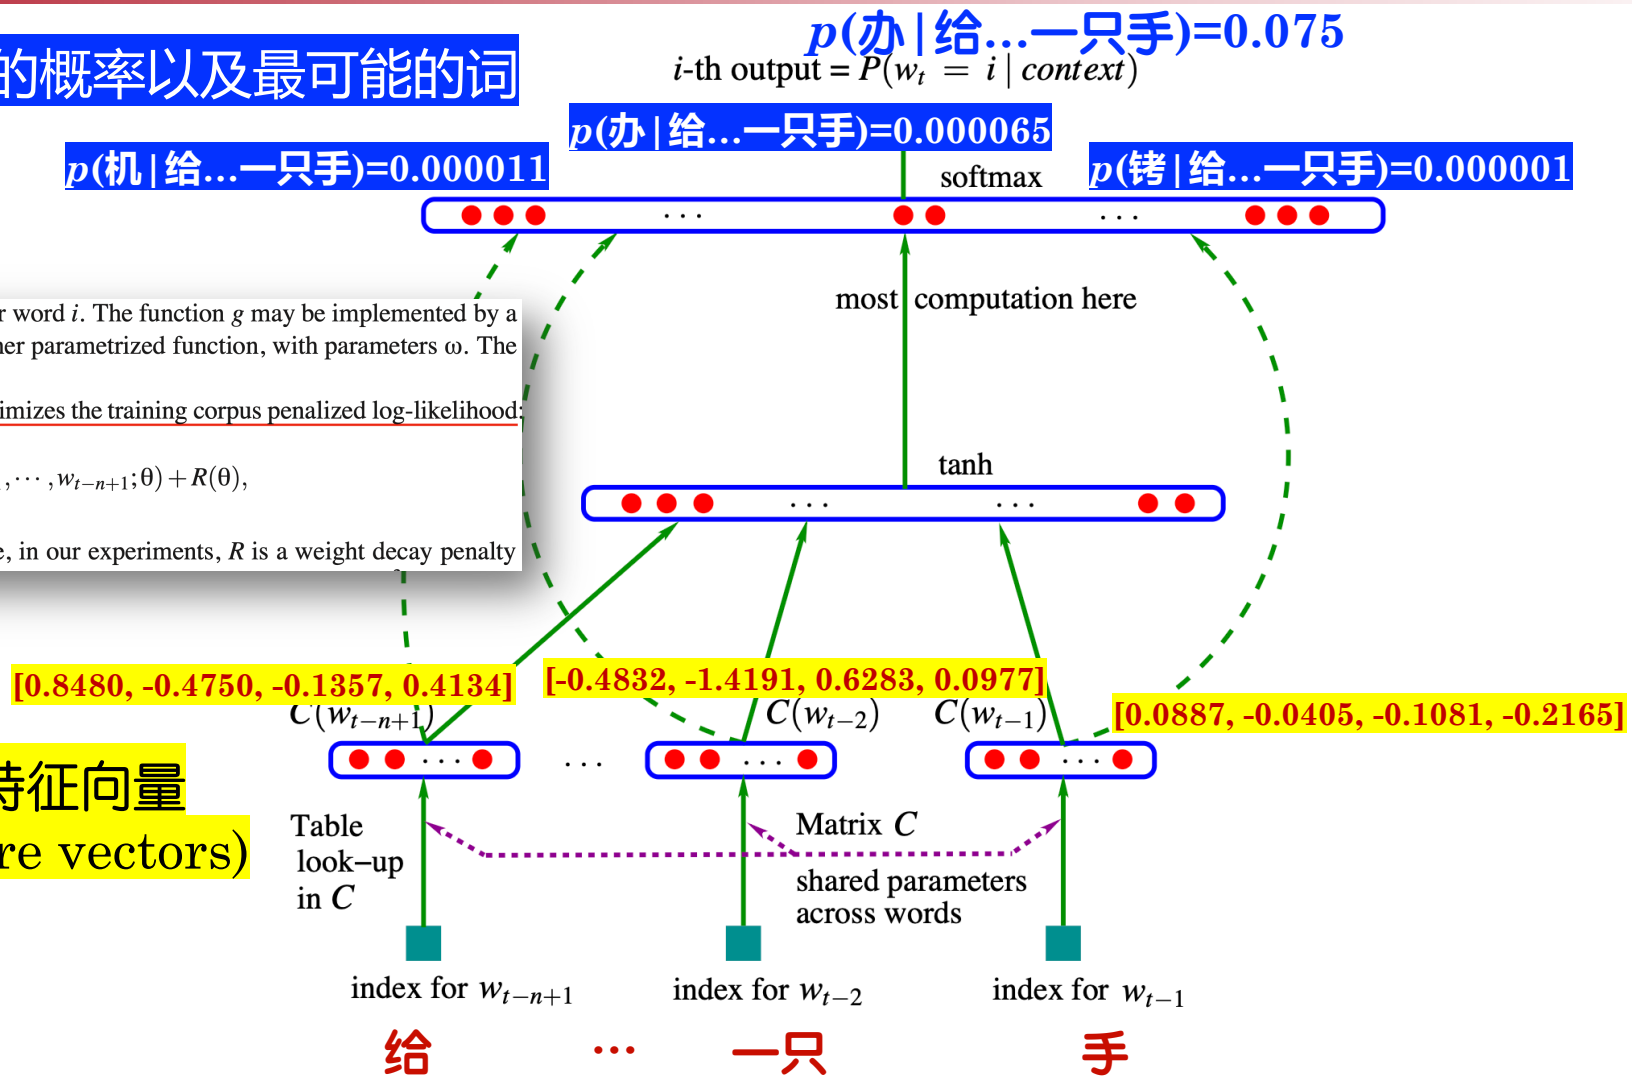 p(办|给...一只手)=0.075
的概率以及最可能的词
i-th output = P(w_t = i | context)
p(办|给...一只手)=0.000065
p(机|给...一只手)=0.000011
p(铐|给...一只手)=0.000001
softmax
...
...
most computation here
r word i. The function g may be implemented by a
ner parametrized function, with parameters ω. The
imizes the training corpus penalized log-likelihood:
, ⋯ , w_{t−n+1}; θ) + R(θ),
e, in our experiments, R is a weight decay penalty
tanh
...
...
[0.8480, -0.4750, -0.1357, 0.4134]
[-0.4832, -1.4191, 0.6283, 0.0977]
[0.0887, -0.0405, -0.1081, -0.2165]
C(w_{t−n+1})
C(w_{t−2})
C(w_{t−1})
...
...
...
...
特征向量
re vectors)
Table
look−up
in C
Matrix C
shared parameters
across words
index for w_{t−n+1}
index for w_{t−2}
index for w_{t−1}
给 ... 一只 手